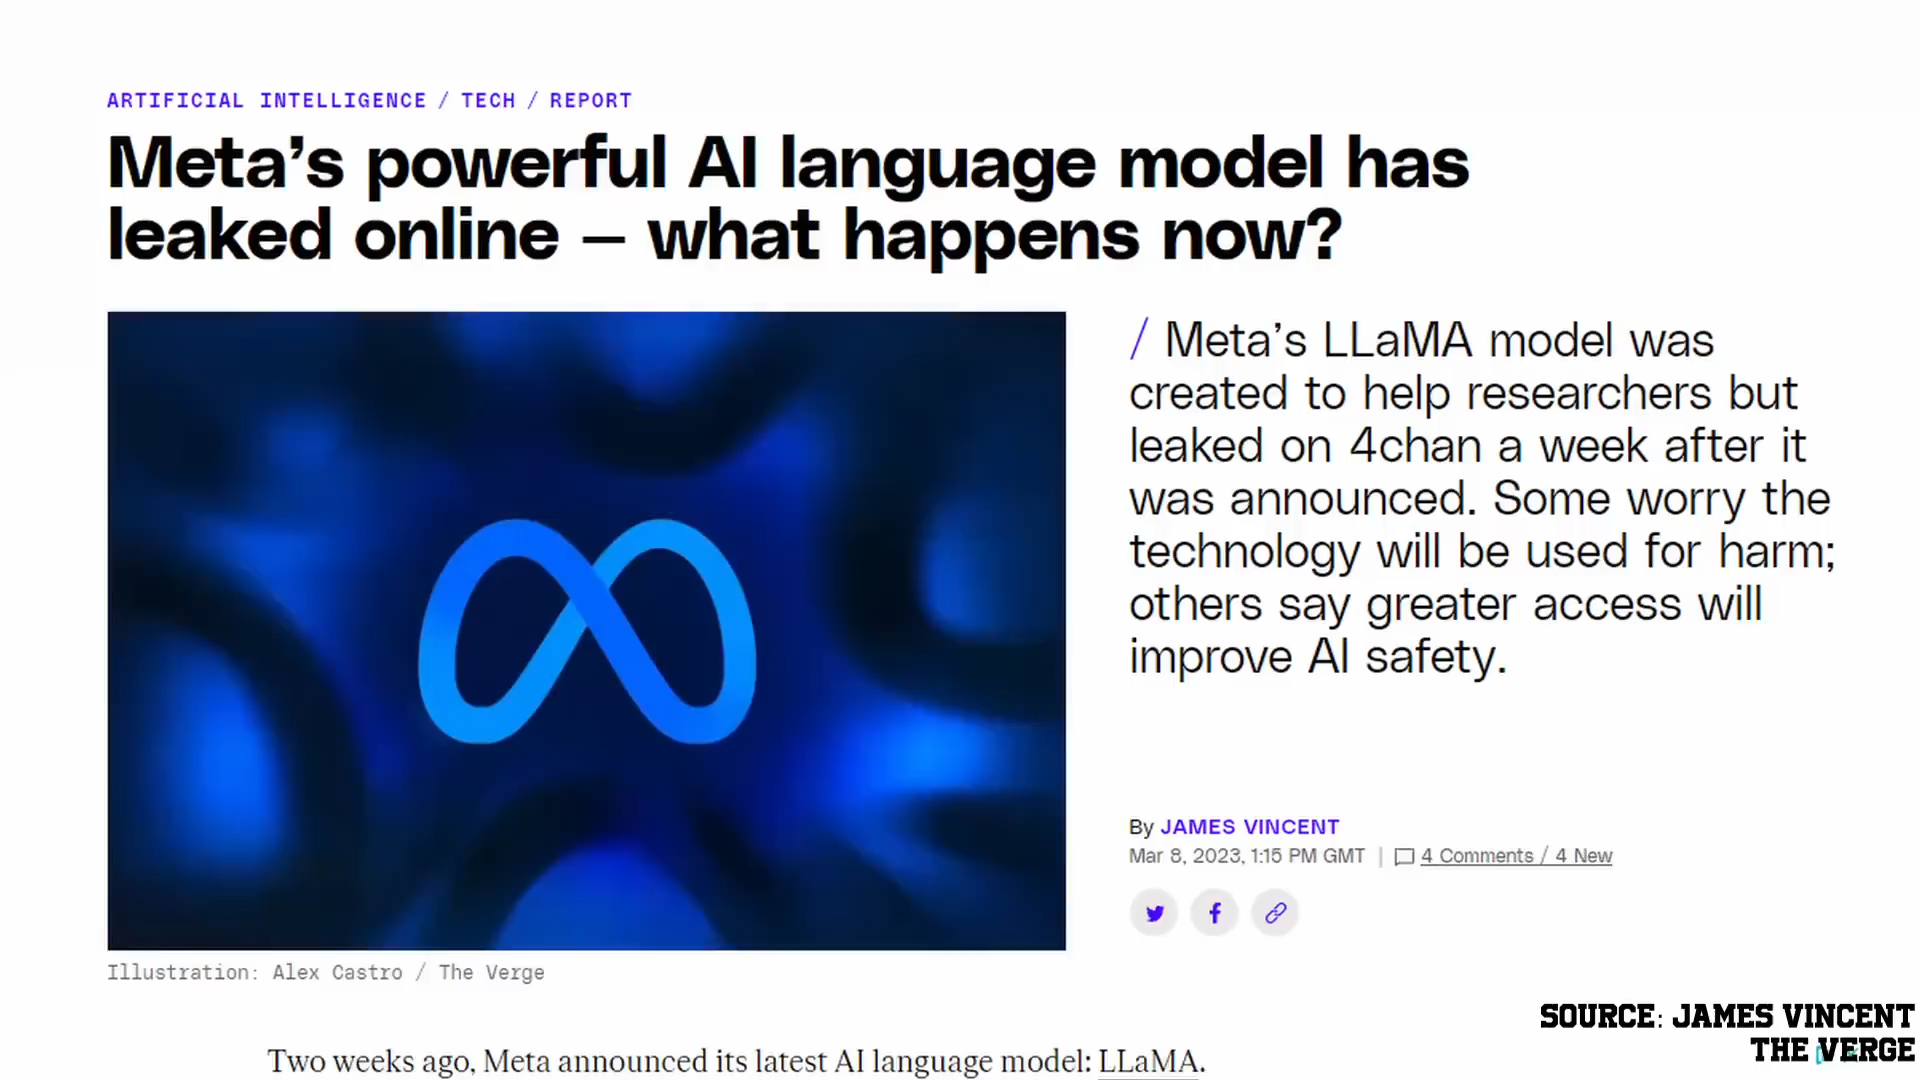 ARTIFICIAL INTELLIGENCE / TECH / REPORT
Meta’s powerful AI language model has
leaked online — what happens now?
/ Meta’s LLaMA model was
created to help researchers but
leaked on 4chan a week after it
was announced. Some worry the
technology will be used for harm;
others say greater access will
improve AI safety.
By JAMES VINCENT
Mar 8, 2023, 1:15 PM GMT | 4 Comments / 4 New
Illustration: Alex Castro / The Verge
Two weeks ago, Meta announced its latest AI language model: LLaMA.
SOURCE: JAMES VINCENT
THE VERGE